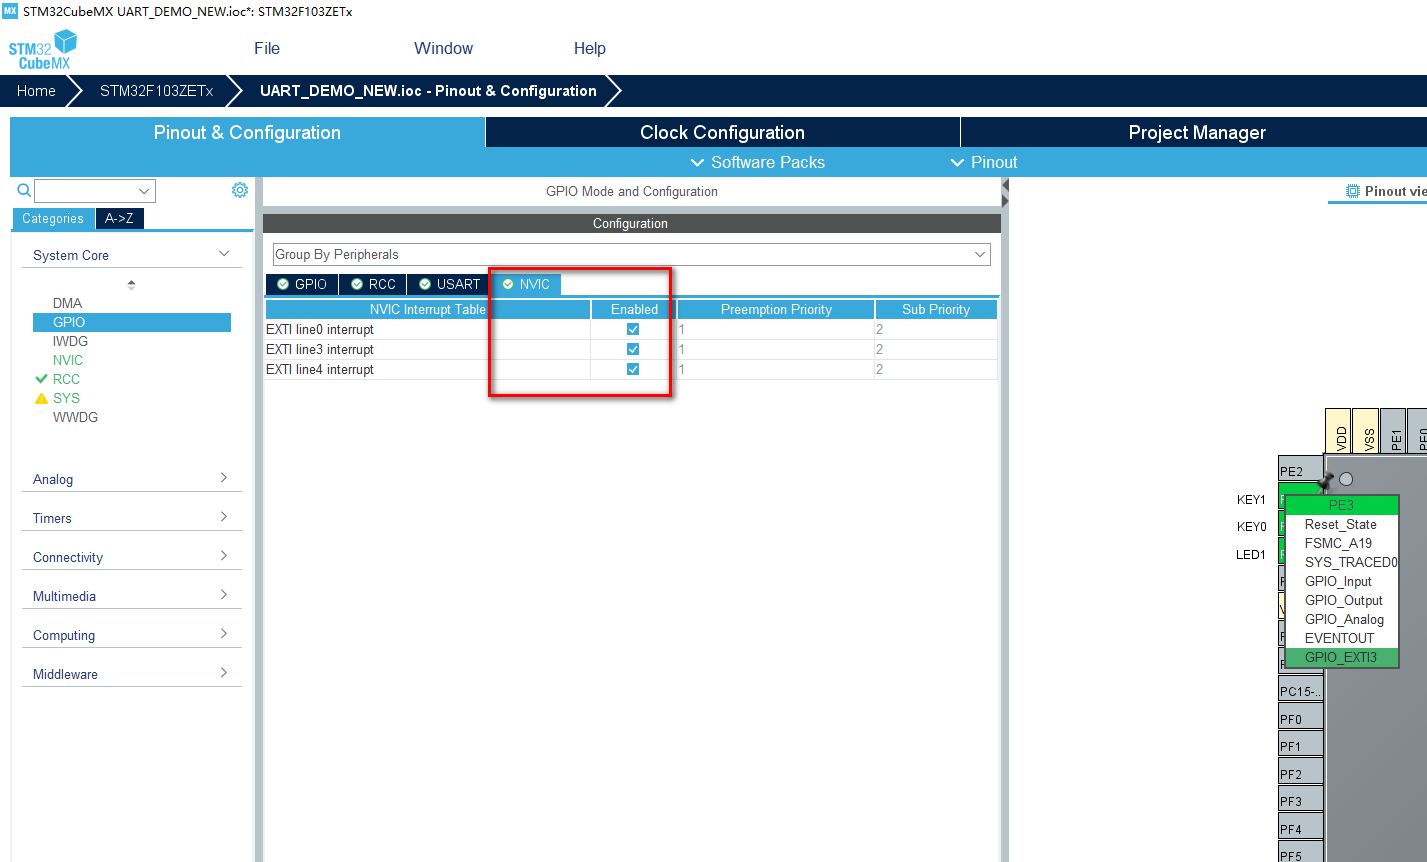 MX STM32CubeMX UART_DEMO_NEW.ioc*: STM32F103ZETx
STM32
CubeMX
File Window Help
Home STM32F103ZETx UART_DEMO_NEW.ioc - Pinout & Configuration
Pinout & Configuration Clock Configuration Project Manager
Software Packs Pinout
GPIO Mode and Configuration
Pinout vie
Categories A->Z
Configuration
System Core
Group By Peripherals
DMA
GPIO
IWDG
NVIC
RCC
SYS
WWDG
Analog
Timers
Connectivity
Multimedia
Computing
Middleware
GPIO RCC USART NVIC
NVIC Interrupt Table Enabled Preemption Priority Sub Priority
EXTI line0 interrupt 1 2
EXTI line3 interrupt 1 2
EXTI line4 interrupt 1 2
VDD VSS PE1 PE0
PE2
KEY1
KEY0
LED1
PE3
Reset_State
FSMC_A19
SYS_TRACED0
GPIO_Input
GPIO_Output
GPIO_Analog
EVENTOUT
GPIO_EXTI3
PC15-..
PF0
PF1
PF2
PF3
PF4
PF5